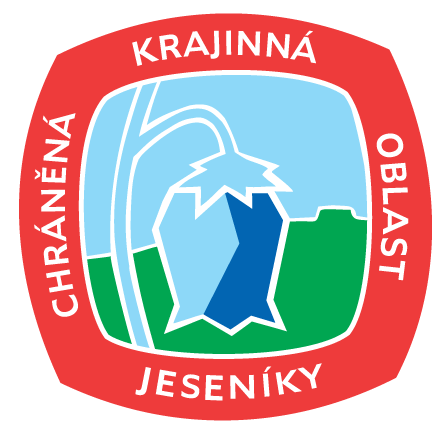 CHRÁNĚNÁ
KRAJINNÁ
OBLAST
JESENÍKY